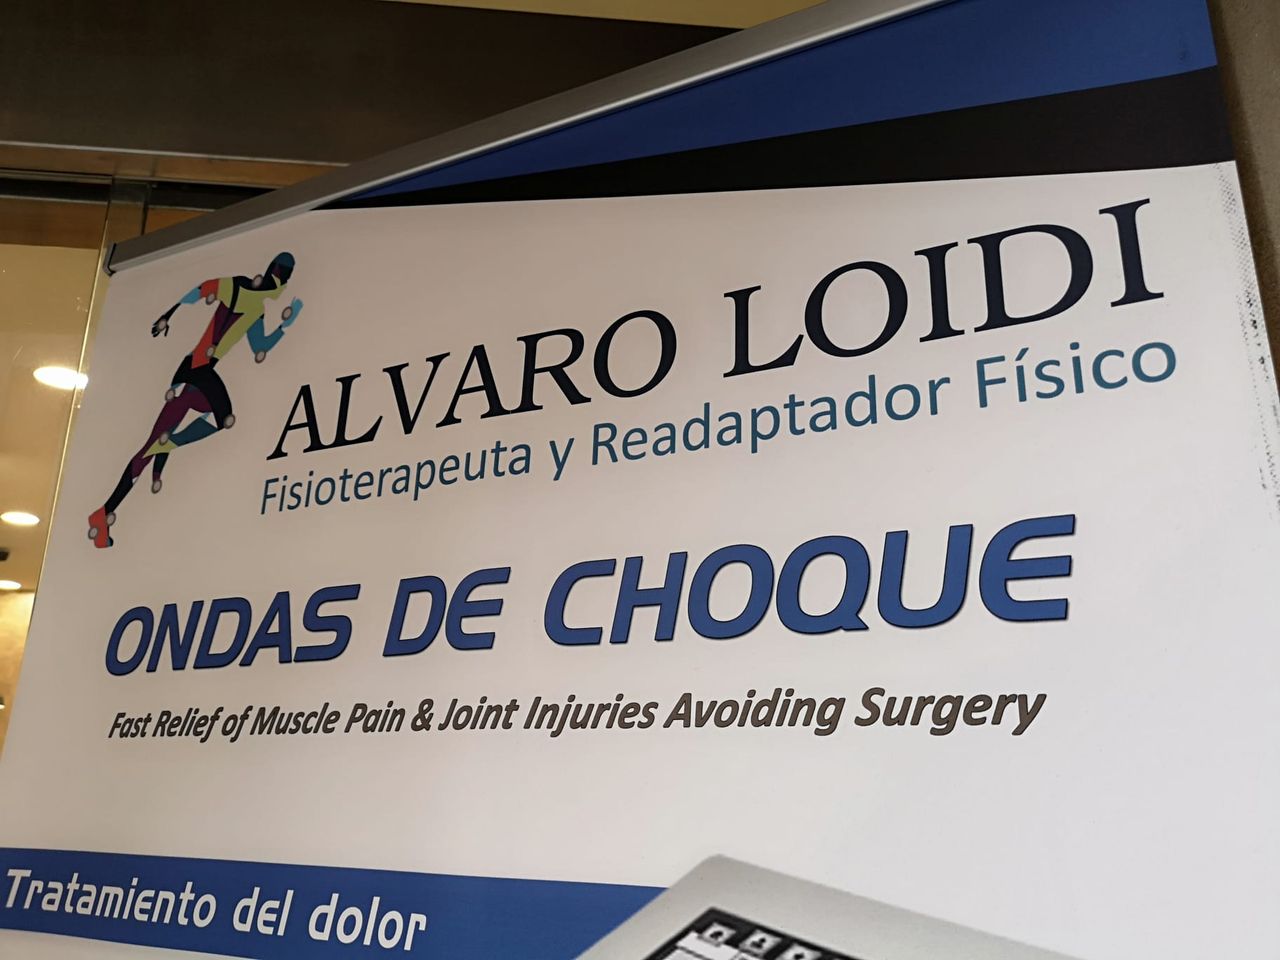 ALVARO LOIDI
Fisioterapeuta y Readaptador Físico
ONDAS DE CHOQUE
Fast Relief of Muscle Pain & Joint Injuries Avoiding Surgery
Tratamiento del dolor